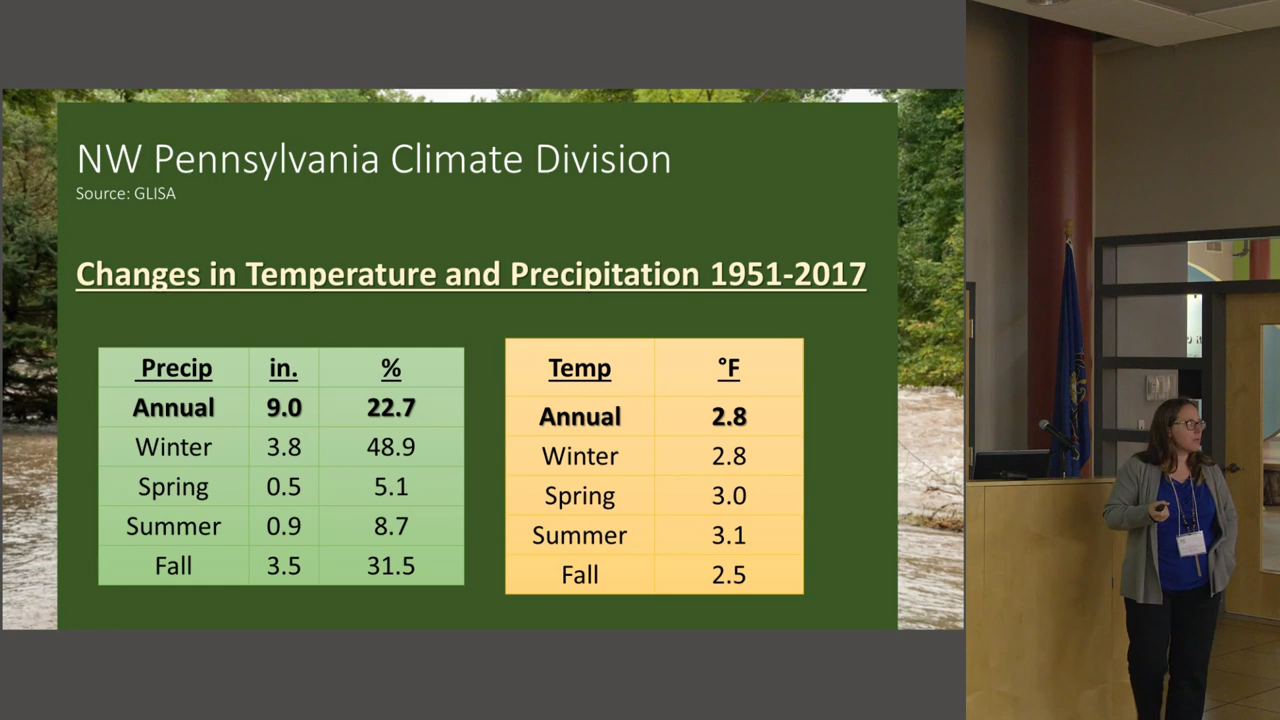 NW Pennsylvania Climate Division
Source: GLISA
Changes in Temperature and Precipitation 1951-2017
Precip in. %
Annual 9.0 22.7
Winter 3.8 48.9
Spring 0.5 5.1
Summer 0.9 8.7
Fall 3.5 31.5
Temp °F
Annual 2.8
Winter 2.8
Spring 3.0
Summer 3.1
Fall 2.5